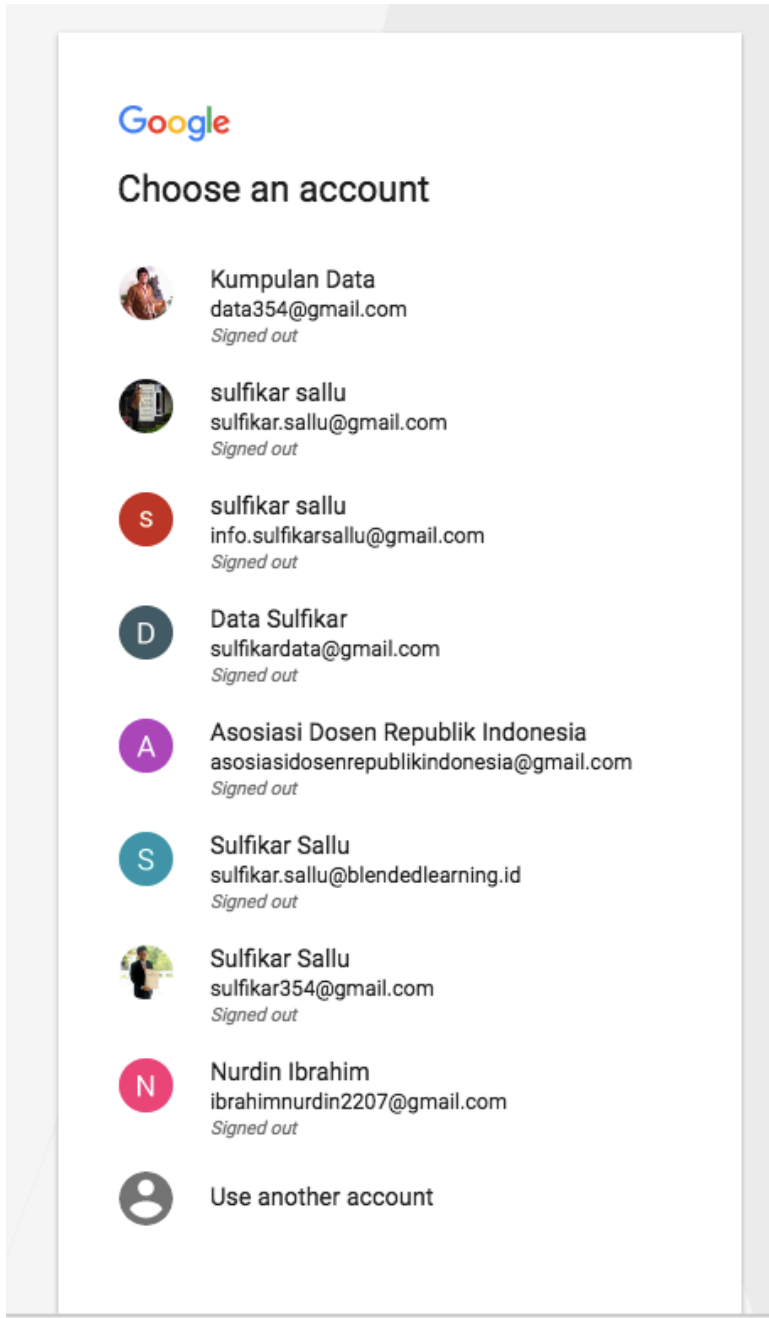 Google
Choose an account
Kumpulan Data
data354@gmail.com
Signed out
sulfikar sallu
sulfikar.sallu@gmail.com
Signed out
s
sulfikar sallu
info.sulfikarsallu@gmail.com
Signed out
D
Data Sulfikar
sulfikardata@gmail.com
Signed out
A
Asosiasi Dosen Republik Indonesia
asosiasidosenrepublikindonesia@gmail.com
Signed out
S
Sulfikar Sallu
sulfikar.sallu@blendedlearning.id
Signed out
Sulfikar Sallu
sulfikar354@gmail.com
Signed out
N
Nurdin Ibrahim
ibrahimnurdin2207@gmail.com
Signed out
Use another account